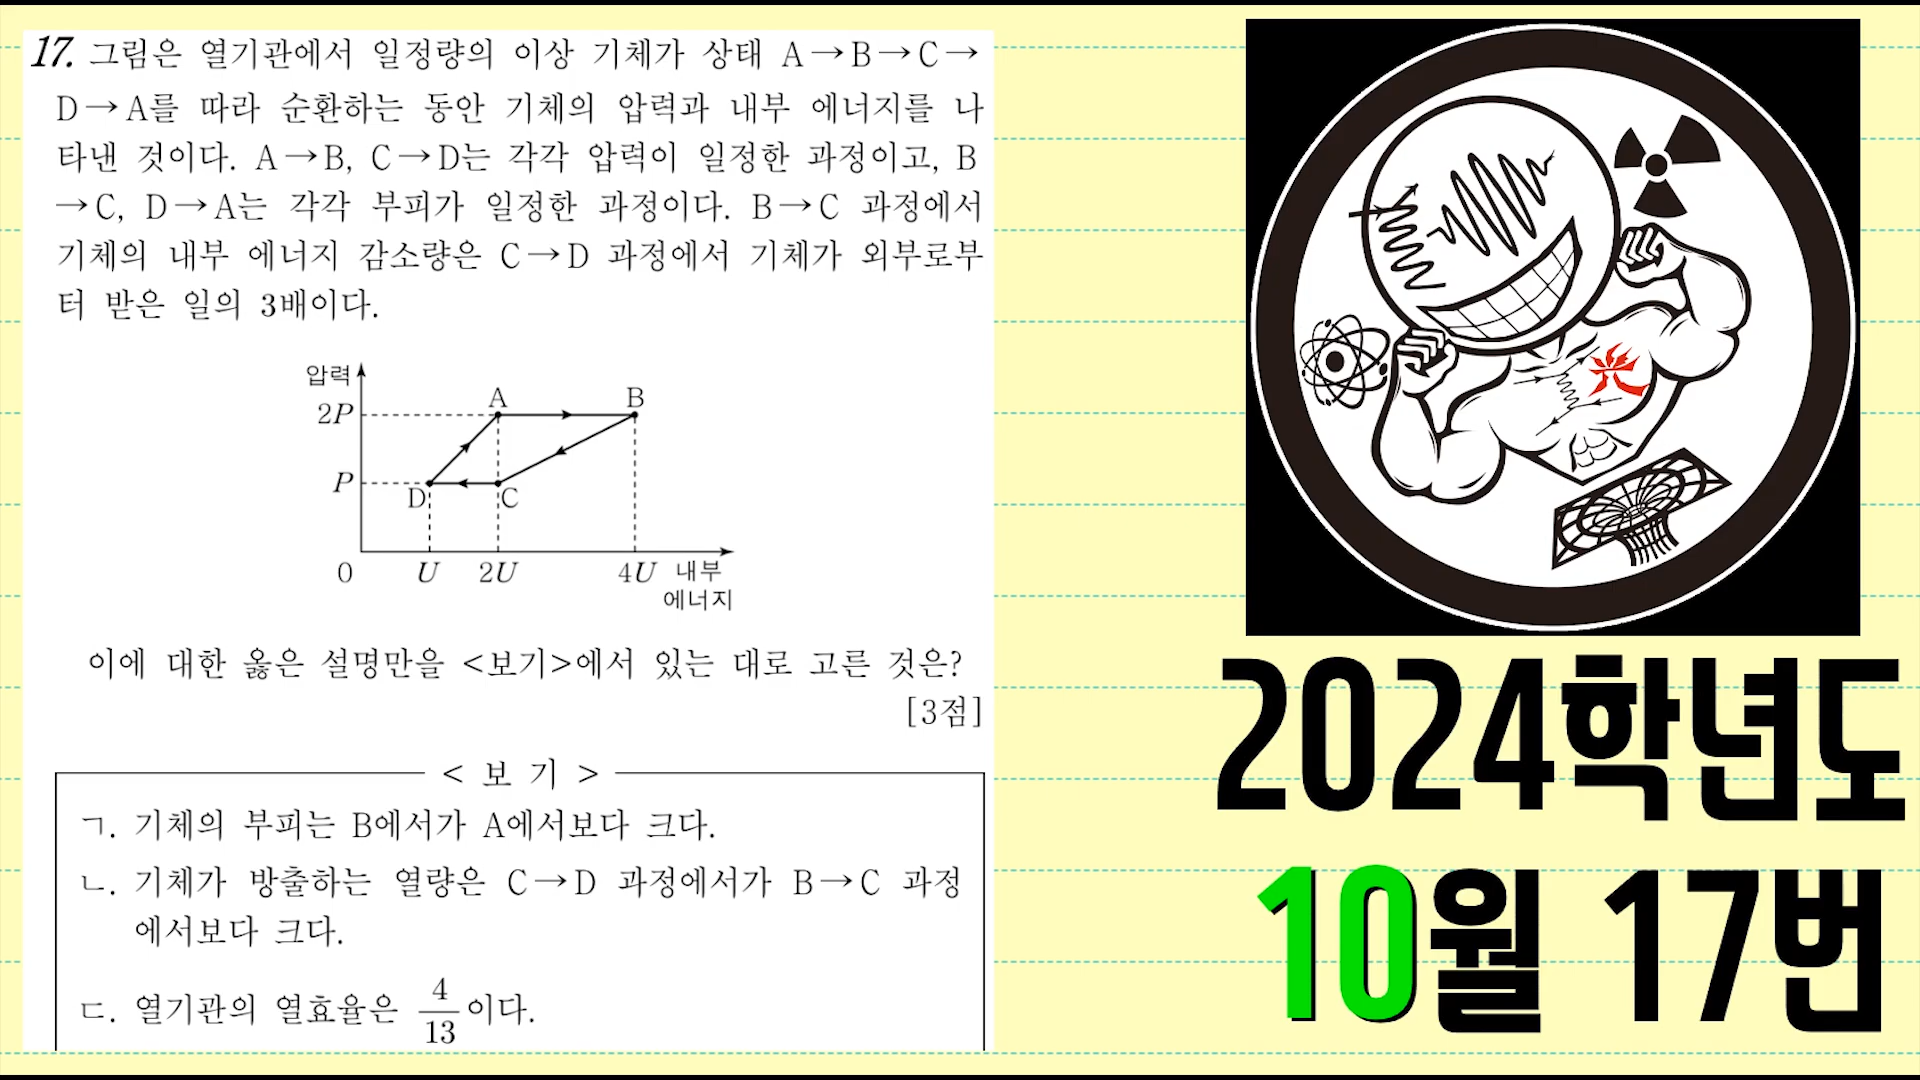 17. 그림은 열기관에서 일정량의 이상 기체가 상태 A→B→C→
D→A를 따라 순환하는 동안 기체의 압력과 내부 에너지를 나
타낸 것이다. A→B, C→D는 각각 압력이 일정한 과정이고, B
→C, D→A는 각각 부피가 일정한 과정이다. B→C 과정에서
기체의 내부 에너지 감소량은 C→D 과정에서 기체가 외부로부
터 받은 일의 3배이다.
압력
2P
P
A
B
C
D
0
U
2U
4U
내부
에너지
이에 대한 옳은 설명만을 <보기>에서 있는 대로 고른 것은?
[3점]
< 보 기 >
ㄱ. 기체의 부피는 B에서가 A에서보다 크다.
ㄴ. 기체가 방출하는 열량은 C→D 과정에서가 B→C 과정
에서보다 크다.
ㄷ. 열기관의 열효율은 4/13이다.
光
2024학년도
10월 17번